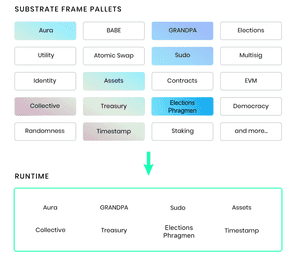 SUBSTRATE FRAME PALLETS
Aura BABE GRANDPA Elections
Utility Atomic Swap Sudo Multisig
Identity Assets Contracts EVM
Collective Treasury Elections Phragmen Democracy
Randomness Timestamp Staking and more...
RUNTIME
Aura GRANDPA Sudo Assets
Collective Treasury Elections Phragmen Timestamp